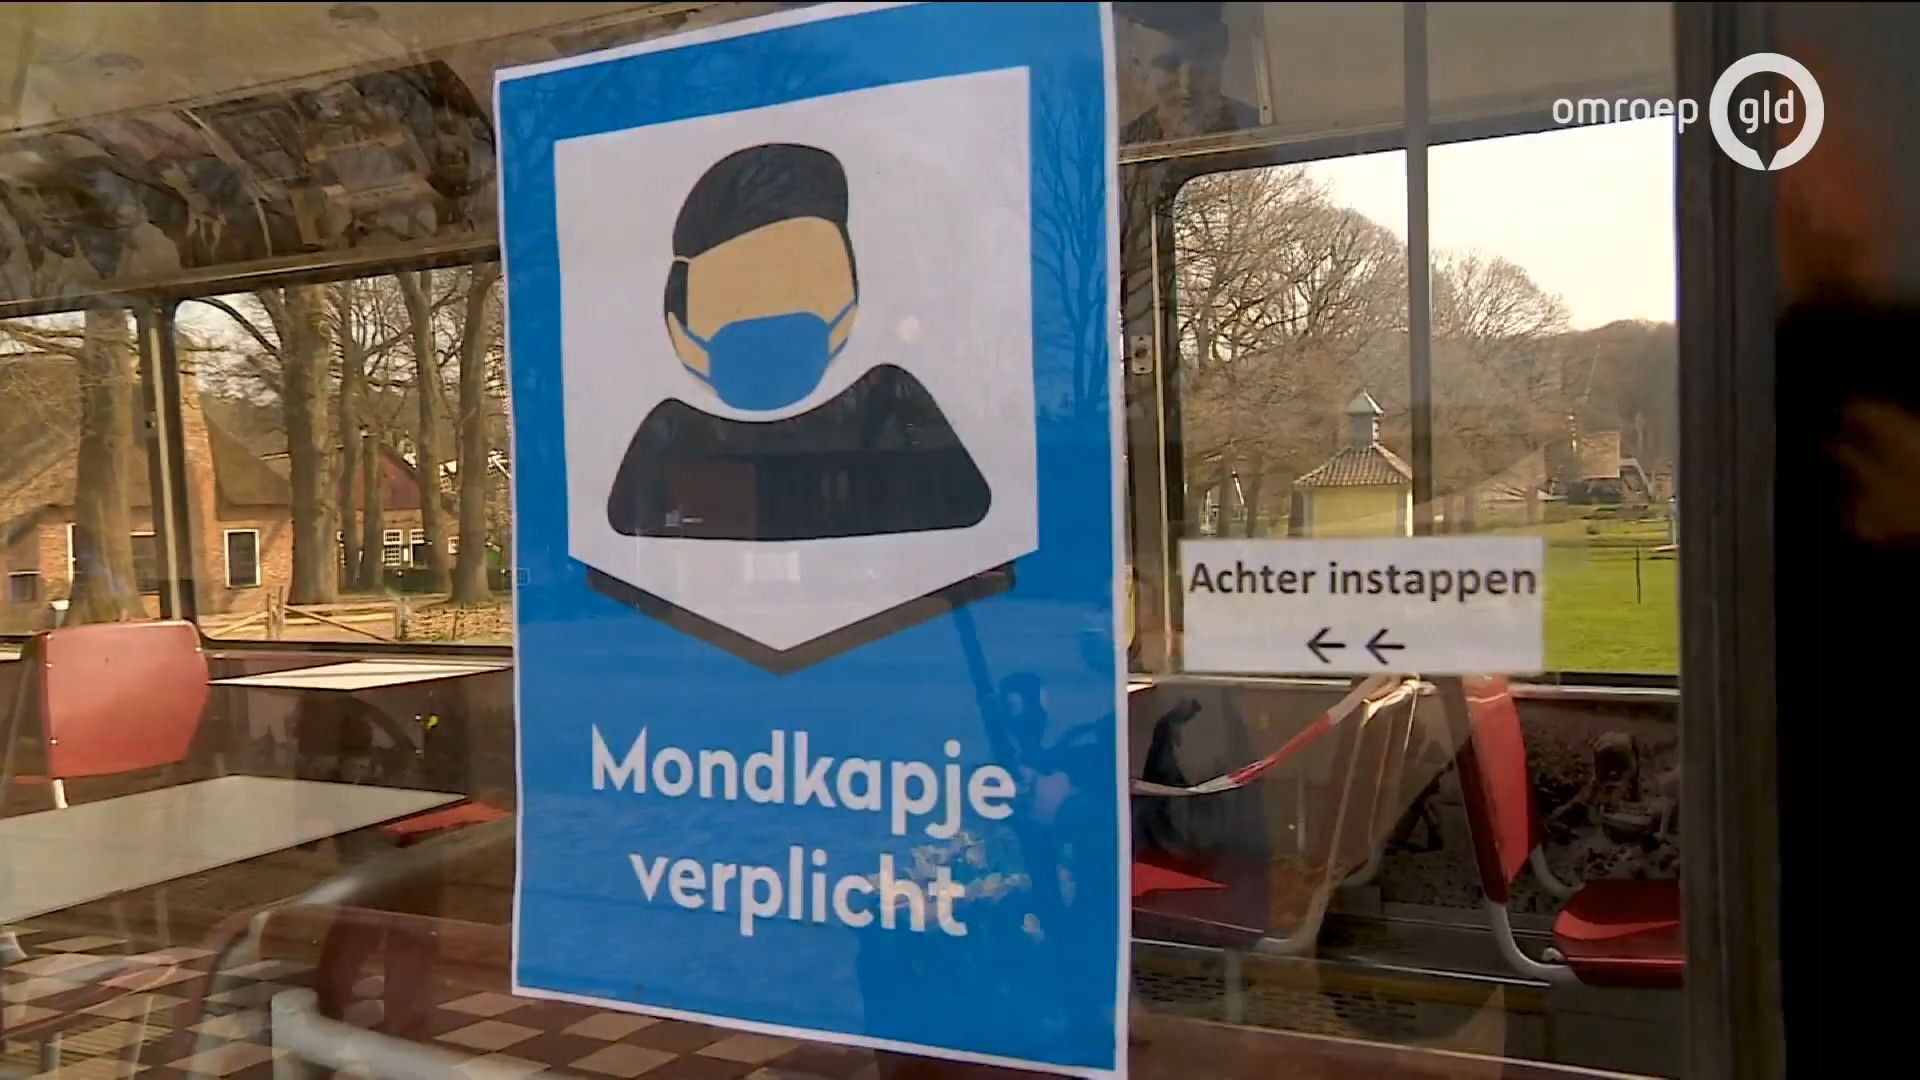 omroep gld
Achter instappen
← ←
Mondkapje
verplicht